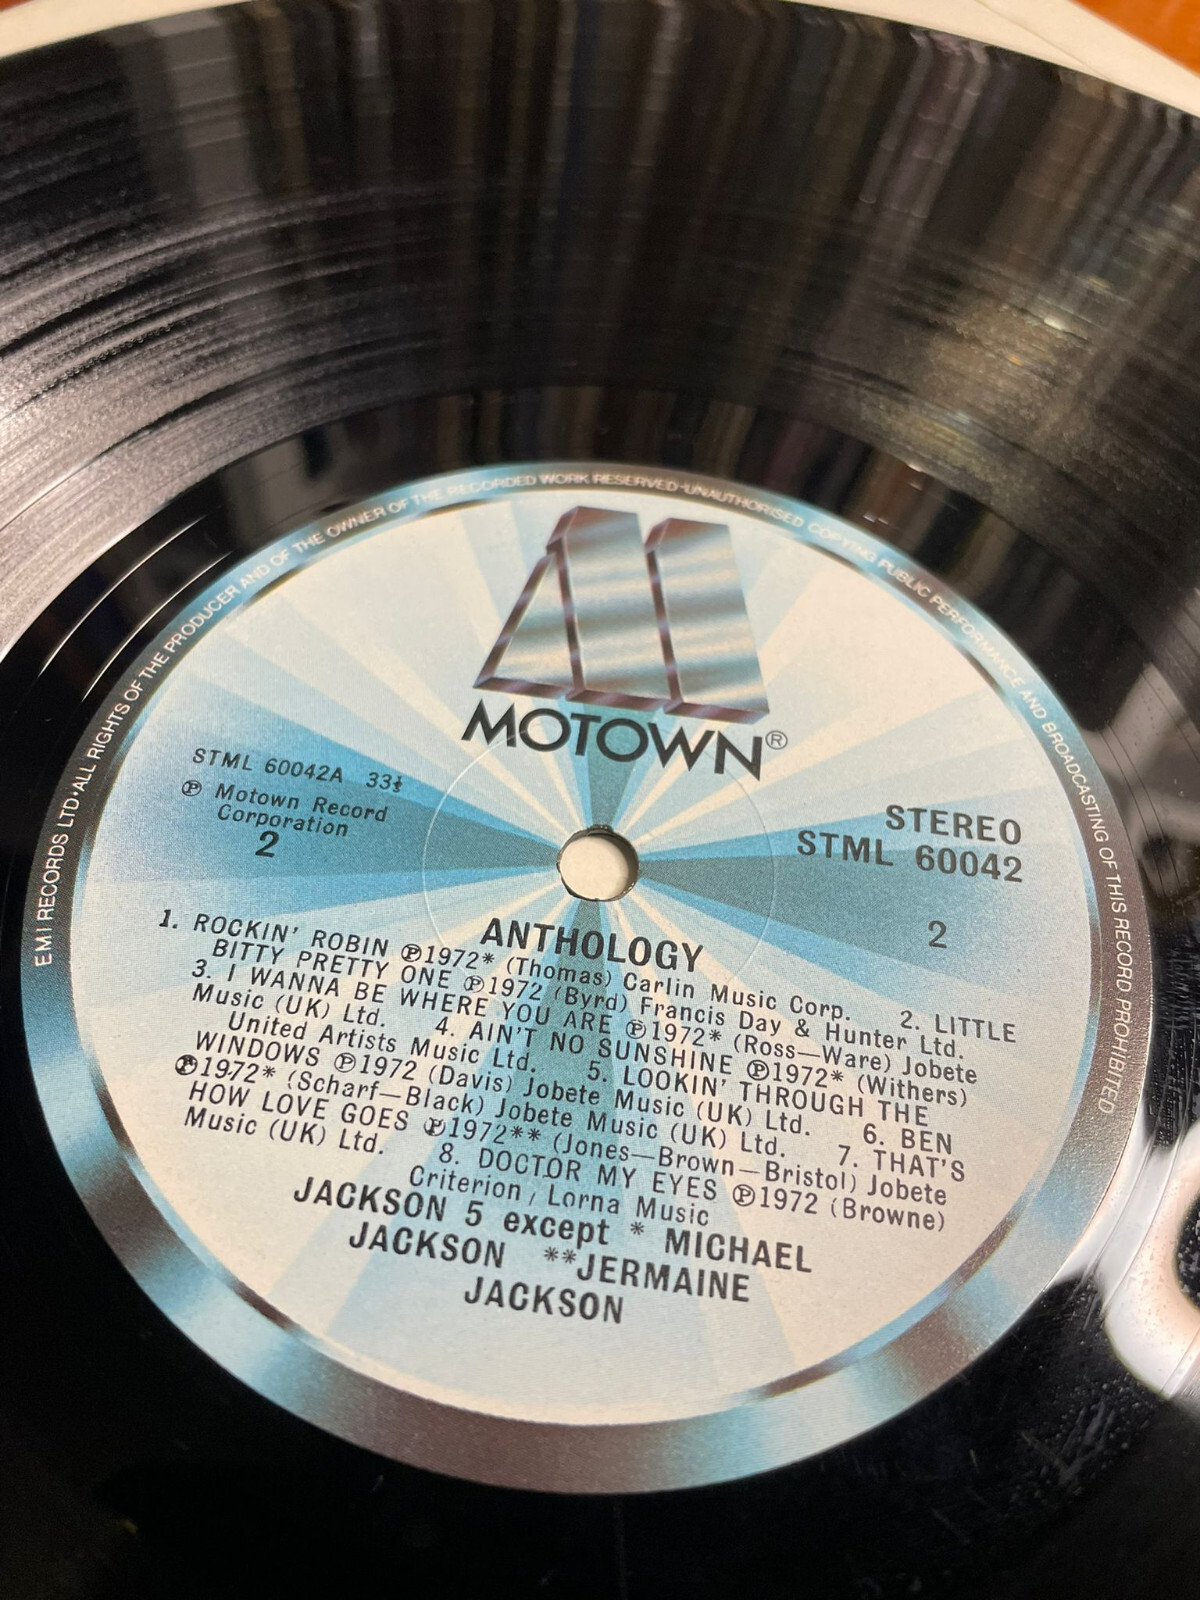 EMI RECORDS LTD·ALL RIGHTS OF THE PRODUCER AND OF THE OWNER OF THE RECORDED WORK RESERVED·UNAUTHORISED COPYING PUBLIC PERFORMANCE AND BROADCASTING OF THIS RECORD PROHIBITED
MOTOWN®
STML 60042A 33⅓
℗ Motown Record
Corporation
2
STEREO
STML 60042
2
ANTHOLOGY
1. ROCKIN' ROBIN ℗1972* (Thomas) Carlin Music Corp. 2. LITTLE
BITTY PRETTY ONE ℗1972 (Byrd) Francis Day & Hunter Ltd.
3. I WANNA BE WHERE YOU ARE ℗1972* (Ross—Ware) Jobete
Music (UK) Ltd. 4. AIN'T NO SUNSHINE ℗1972* (Withers)
United Artists Music Ltd. 5. LOOKIN' THROUGH THE
WINDOWS ℗1972 (Davis) Jobete Music (UK) Ltd. 6. BEN
℗1972* (Scharf—Black) Jobete Music (UK) Ltd. 7. THAT'S
HOW LOVE GOES ℗1972** (Jones—Brown—Bristol) Jobete
Music (UK) Ltd. 8. DOCTOR MY EYES ℗1972 (Browne)
Criterion, Lorna Music
JACKSON 5 except * MICHAEL
JACKSON **JERMAINE
JACKSON